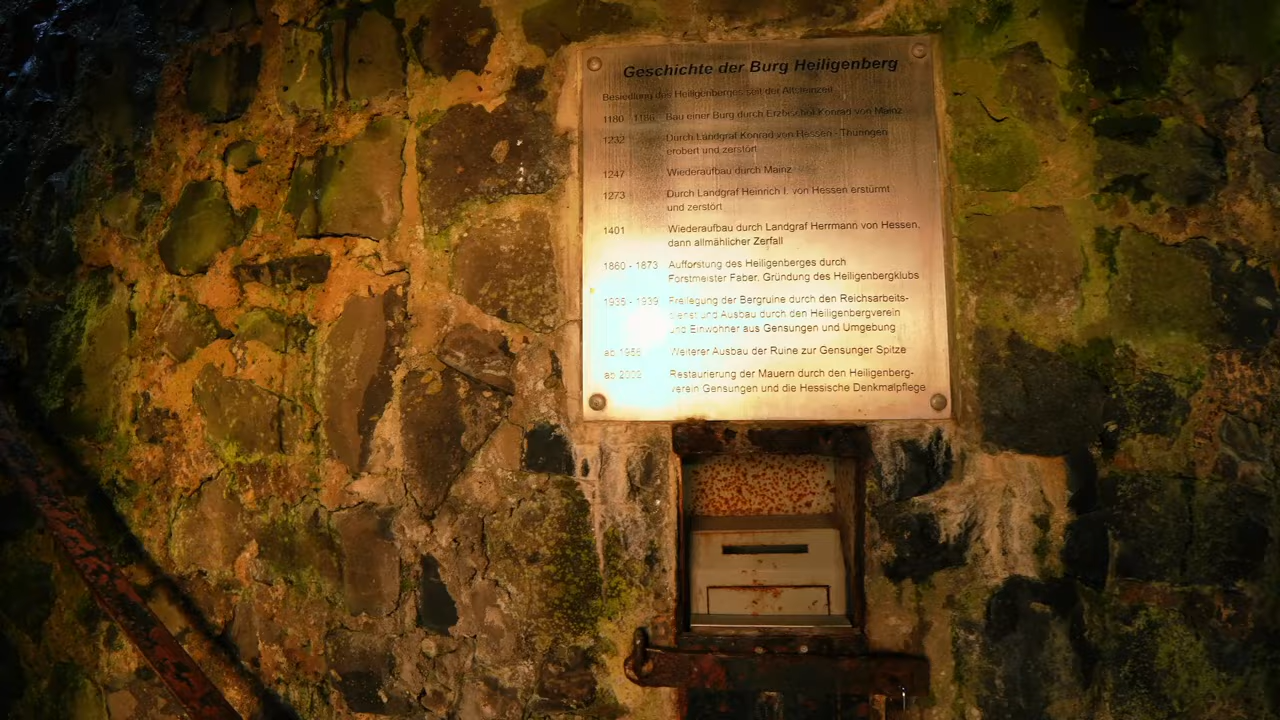 Geschichte der Burg Heiligenberg
Besiedlung des Heiligenberges seit der Altsteinzeit
1180 - 1186 Bau einer Burg durch Erzbischof Konrad von Mainz
1232 Durch Landgraf Konrad von Hessen - Thüringen
erobert und zerstört
1247 Wiederaufbau durch Mainz
1273 Durch Landgraf Heinrich I. von Hessen erstürmt
und zerstört
1401 Wiederaufbau durch Landgraf Herrmann von Hessen,
dann allmählicher Zerfall
1860 - 1873 Aufforstung des Heiligenberges durch
Forstmeister Faber. Gründung des Heiligenbergklubs
1935 - 1939 Freilegung der Bergruine durch den Reichsarbeits-
dienst und Ausbau durch den Heiligenbergverein
und Einwohner aus Gensungen und Umgebung
ab 1956 Weiterer Ausbau der Ruine zur Gensunger Spitze
ab 2002 Restaurierung der Mauern durch den Heiligenberg-
verein Gensungen und die Hessische Denkmalpflege